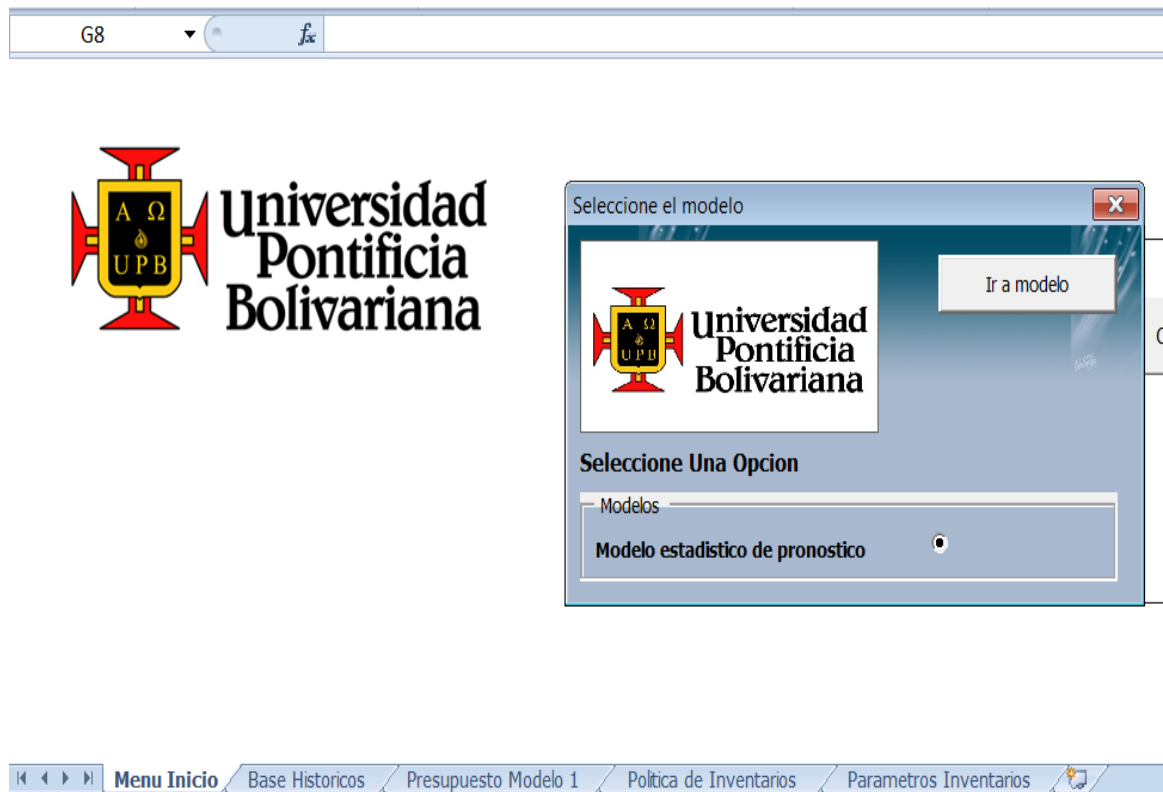 G8
fx
Α Ω
UPB
Universidad
Pontificia
Bolivariana
Seleccione el modelo
Α Ω
UPB
Universidad
Pontificia
Bolivariana
Ir a modelo
Seleccione Una Opcion
Modelos
Modelo estadistico de pronostico
Menu Inicio Base Historicos Presupuesto Modelo 1 Politica de Inventarios Parametros Inventarios